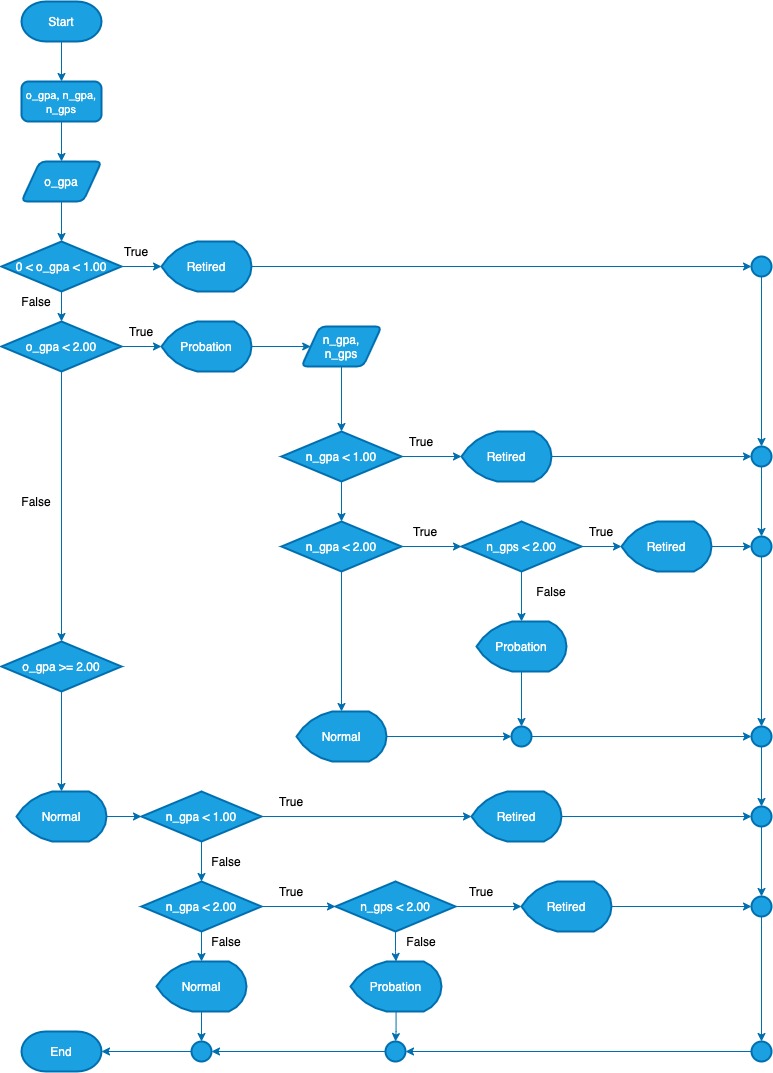 Start
o_gpa, n_gpa,
n_gps
o_gpa
0 < o_gpa < 1.00
True
Retired
False
o_gpa < 2.00
True
Probation
n_gpa,
n_gps
n_gpa < 1.00
True
Retired
False
n_gpa < 2.00
True
n_gps < 2.00
True
Retired
False
Probation
o_gpa >= 2.00
Normal
Normal
n_gpa < 1.00
True
Retired
False
n_gpa < 2.00
True
n_gps < 2.00
True
Retired
False
False
Normal
Probation
End